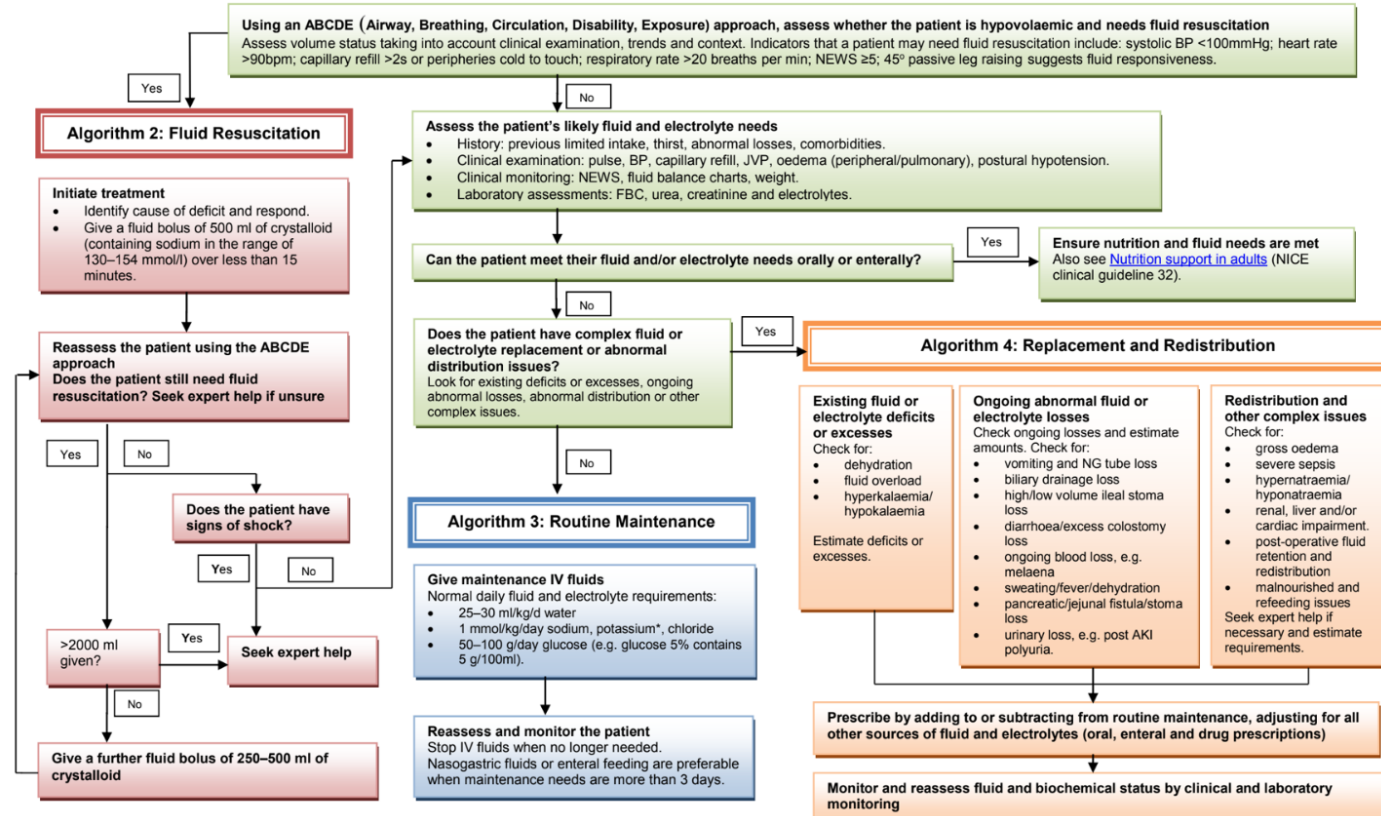 Using an ABCDE (Airway, Breathing, Circulation, Disability, Exposure) approach, assess whether the patient is hypovolaemic and needs fluid resuscitation
Assess volume status taking into account clinical examination, trends and context. Indicators that a patient may need fluid resuscitation include: systolic BP <100mmHg; heart rate
>90bpm; capillary refill >2s or peripheries cold to touch; respiratory rate >20 breaths per min; NEWS ≥5; 45º passive leg raising suggests fluid responsiveness.
Yes
No
Algorithm 2: Fluid Resuscitation
Initiate treatment
• Identify cause of deficit and respond.
• Give a fluid bolus of 500 ml of crystalloid
(containing sodium in the range of
130–154 mmol/l) over less than 15
minutes.
Reassess the patient using the ABCDE
approach
Does the patient still need fluid
resuscitation? Seek expert help if unsure
Yes
No
Does the patient have
signs of shock?
Yes
No
>2000 ml
given?
Yes
Seek expert help
No
Give a further fluid bolus of 250–500 ml of
crystalloid
Assess the patient's likely fluid and electrolyte needs
• History: previous limited intake, thirst, abnormal losses, comorbidities.
• Clinical examination: pulse, BP, capillary refill, JVP, oedema (peripheral/pulmonary), postural hypotension.
• Clinical monitoring: NEWS, fluid balance charts, weight.
• Laboratory assessments: FBC, urea, creatinine and electrolytes.
Can the patient meet their fluid and/or electrolyte needs orally or enterally?
Yes
Ensure nutrition and fluid needs are met
Also see Nutrition support in adults (NICE
clinical guideline 32).
No
Does the patient have complex fluid or
electrolyte replacement or abnormal
distribution issues?
Look for existing deficits or excesses, ongoing
abnormal losses, abnormal distribution or other
complex issues.
Yes
No
Algorithm 3: Routine Maintenance
Give maintenance IV fluids
Normal daily fluid and electrolyte requirements:
• 25–30 ml/kg/d water
• 1 mmol/kg/day sodium, potassium*, chloride
• 50–100 g/day glucose (e.g. glucose 5% contains
5 g/100ml).
Reassess and monitor the patient
Stop IV fluids when no longer needed.
Nasogastric fluids or enteral feeding are preferable
when maintenance needs are more than 3 days.
Algorithm 4: Replacement and Redistribution
Existing fluid or
electrolyte deficits
or excesses
Check for:
• dehydration
• fluid overload
• hyperkalaemia/
hypokalaemia
Estimate deficits or
excesses.
Ongoing abnormal fluid or
electrolyte losses
Check ongoing losses and estimate
amounts. Check for:
• vomiting and NG tube loss
• biliary drainage loss
• high/low volume ileal stoma
loss
• diarrhoea/excess colostomy
loss
• ongoing blood loss, e.g.
melaena
• sweating/fever/dehydration
• pancreatic/jejunal fistula/stoma
loss
• urinary loss, e.g. post AKI
polyuria.
Redistribution and
other complex issues
Check for:
• gross oedema
• severe sepsis
• hypernatraemia/
hyponatraemia
• renal, liver and/or
cardiac impairment.
• post-operative fluid
retention and
redistribution
• malnourished and
refeeding issues
Seek expert help if
necessary and estimate
requirements.
Prescribe by adding to or subtracting from routine maintenance, adjusting for all
other sources of fluid and electrolytes (oral, enteral and drug prescriptions)
Monitor and reassess fluid and biochemical status by clinical and laboratory
monitoring